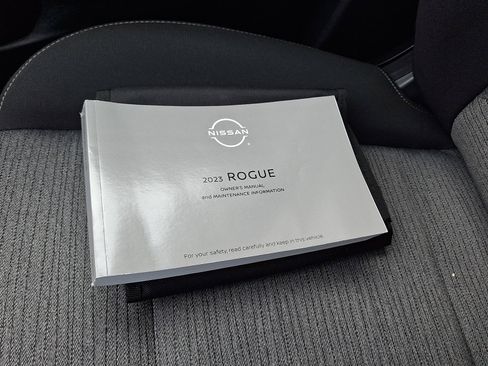 NISSAN
2023 ROGUE
OWNER'S MANUAL
and MAINTENANCE INFORMATION
For your safety, read carefully and keep in this vehicle.